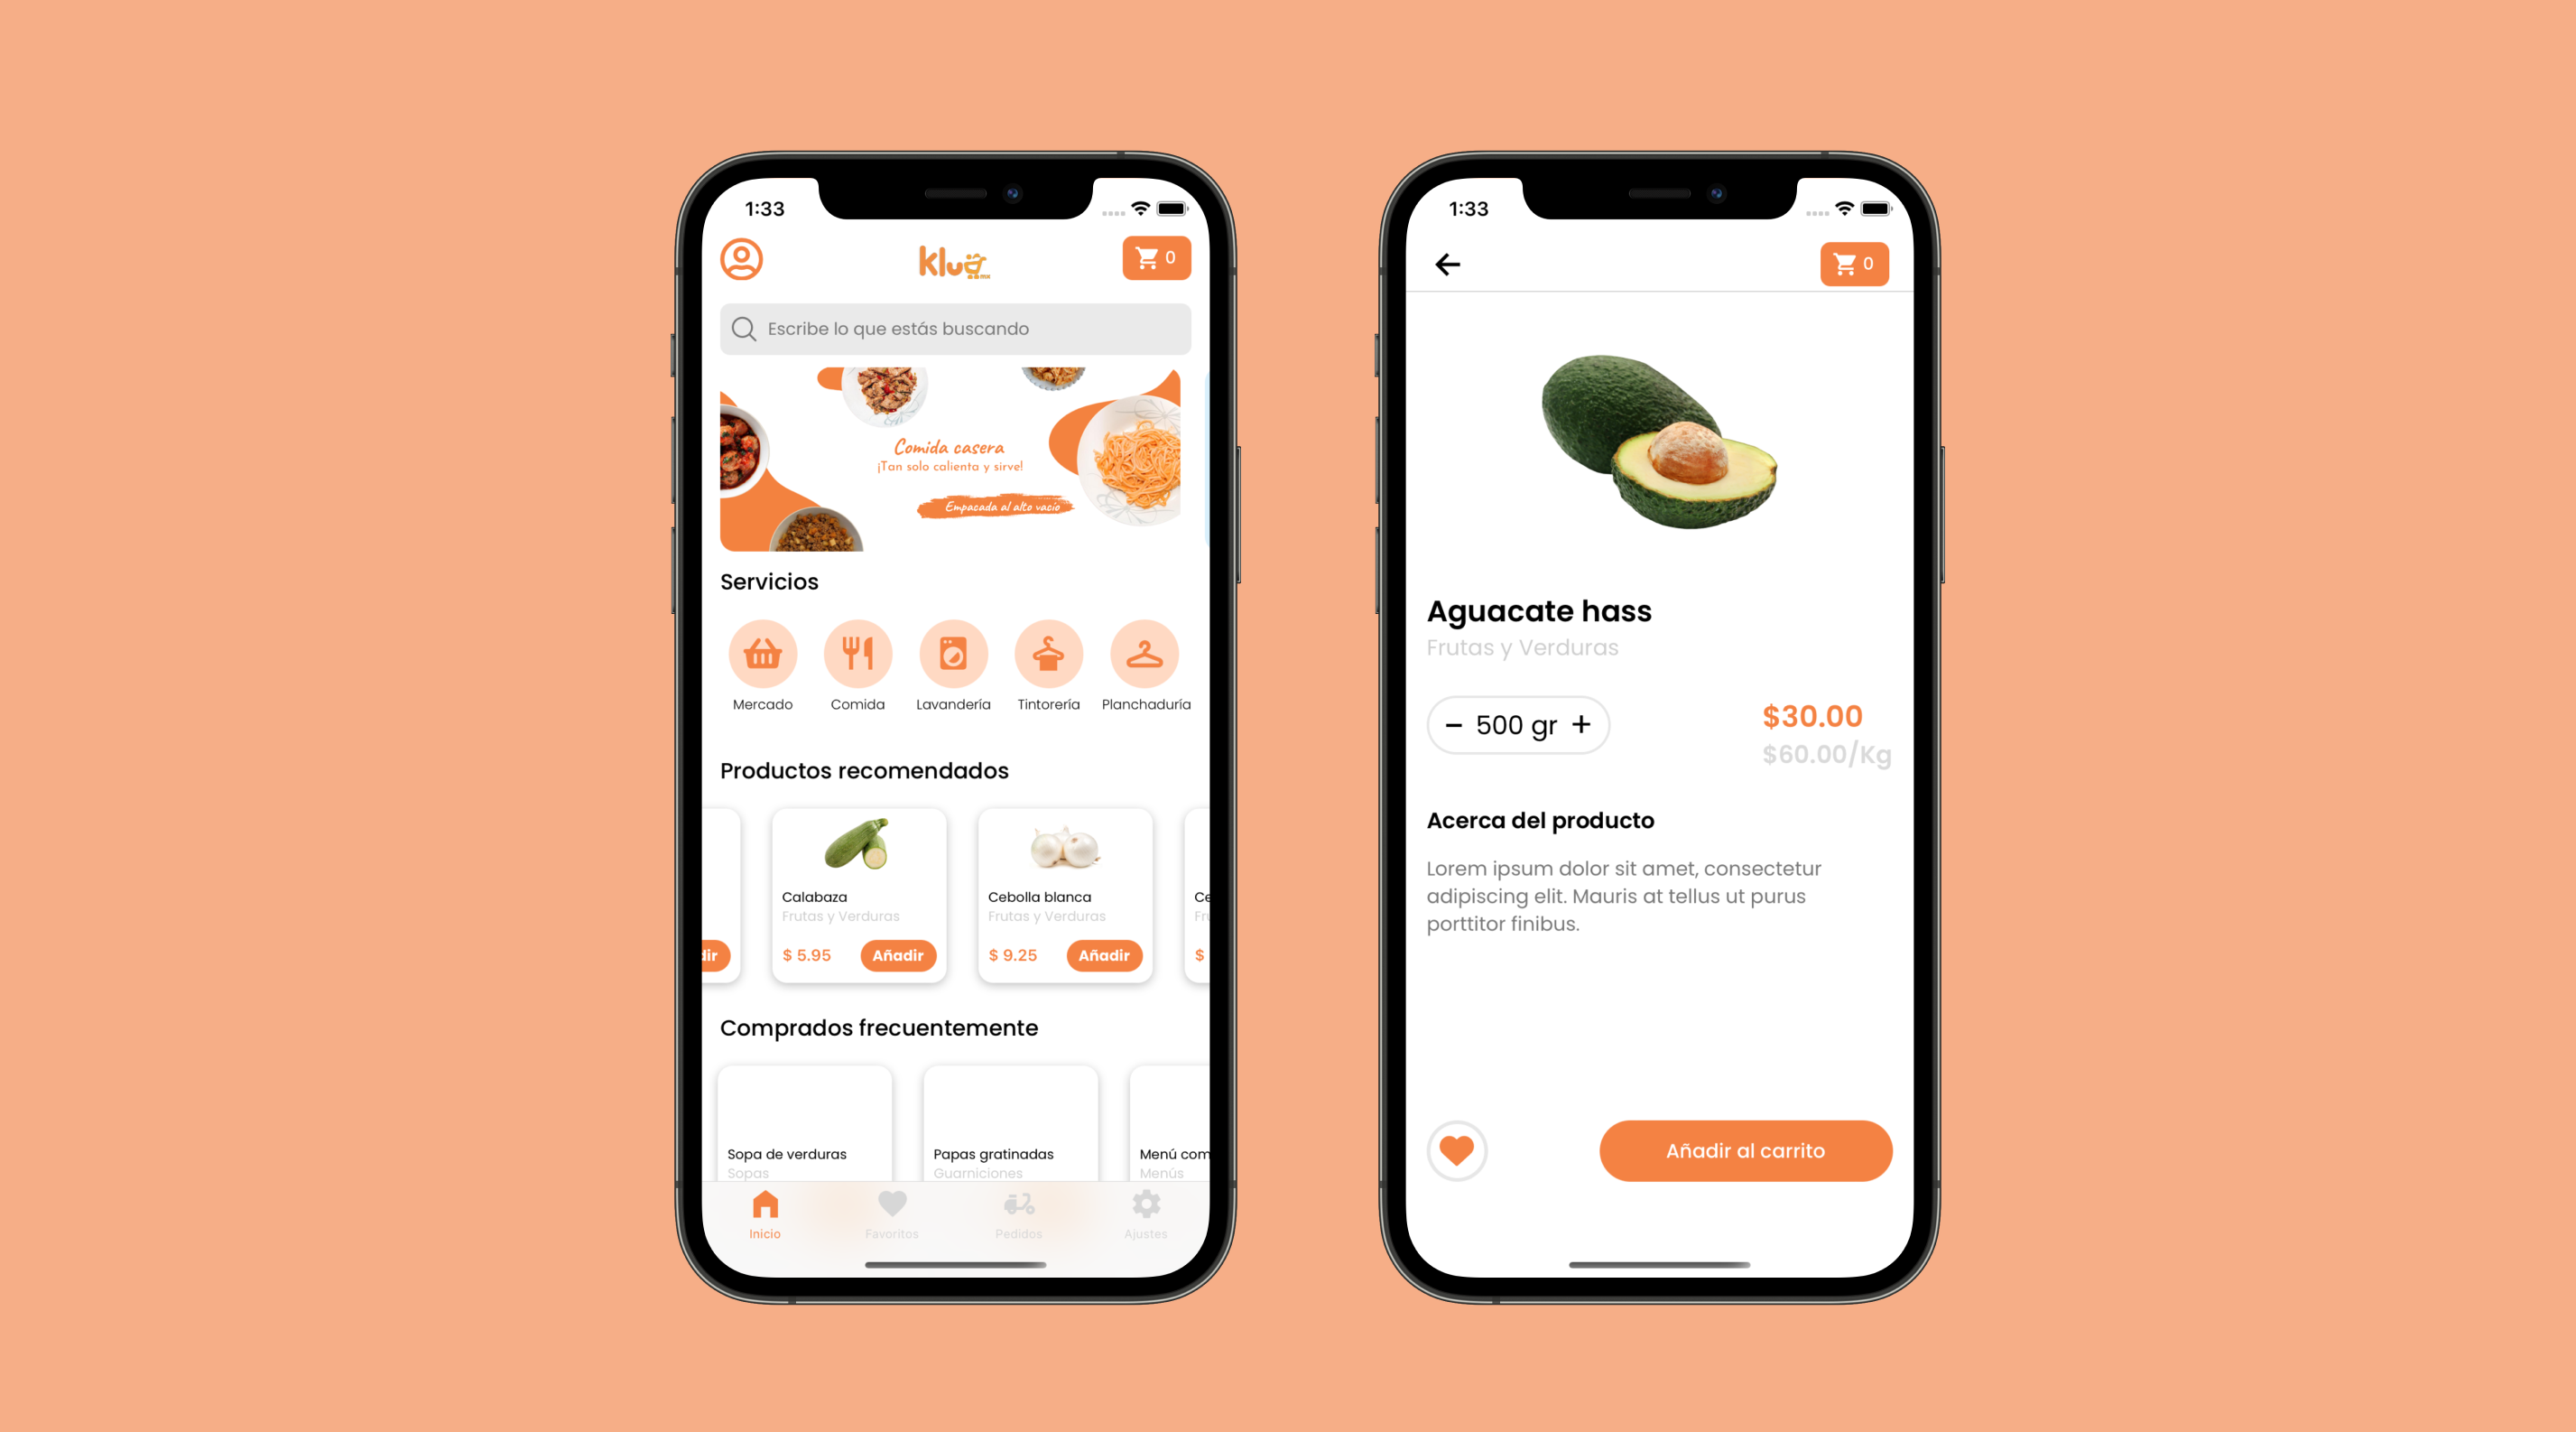 1:33
klua
mx
0
Escribe lo que estás buscando
Comida casera
¡Tan solo calienta y sirve!
Empacada al alto vacío
Servicios
Mercado
Comida
Lavandería
Tintorería
Planchaduría
Productos recomendados
Calabaza
Cebolla blanca
Ce
Frutas y Verduras
Frutas y Verduras
Fru
dir
$ 5.95
Añadir
$ 9.25
Añadir
$
Comprados frecuentemente
Sopa de verduras
Papas gratinadas
Menú com
Sopas
Guarniciones
Menús
Inicio
Favoritos
Pedidos
Ajustes
1:33
0
Aguacate hass
Frutas y Verduras
– 500 gr +
$30.00
$60.00/Kg
Acerca del producto
Lorem ipsum dolor sit amet, consectetur
adipiscing elit. Mauris at tellus ut purus
porttitor finibus.
Añadir al carrito